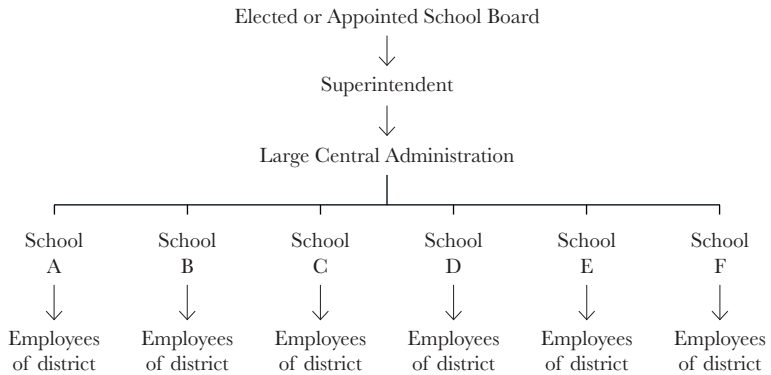 Elected or Appointed School Board
Superintendent
Large Central Administration
School
A
School
B
School
C
School
D
School
E
School
F
Employees
of district
Employees
of district
Employees
of district
Employees
of district
Employees
of district
Employees
of district